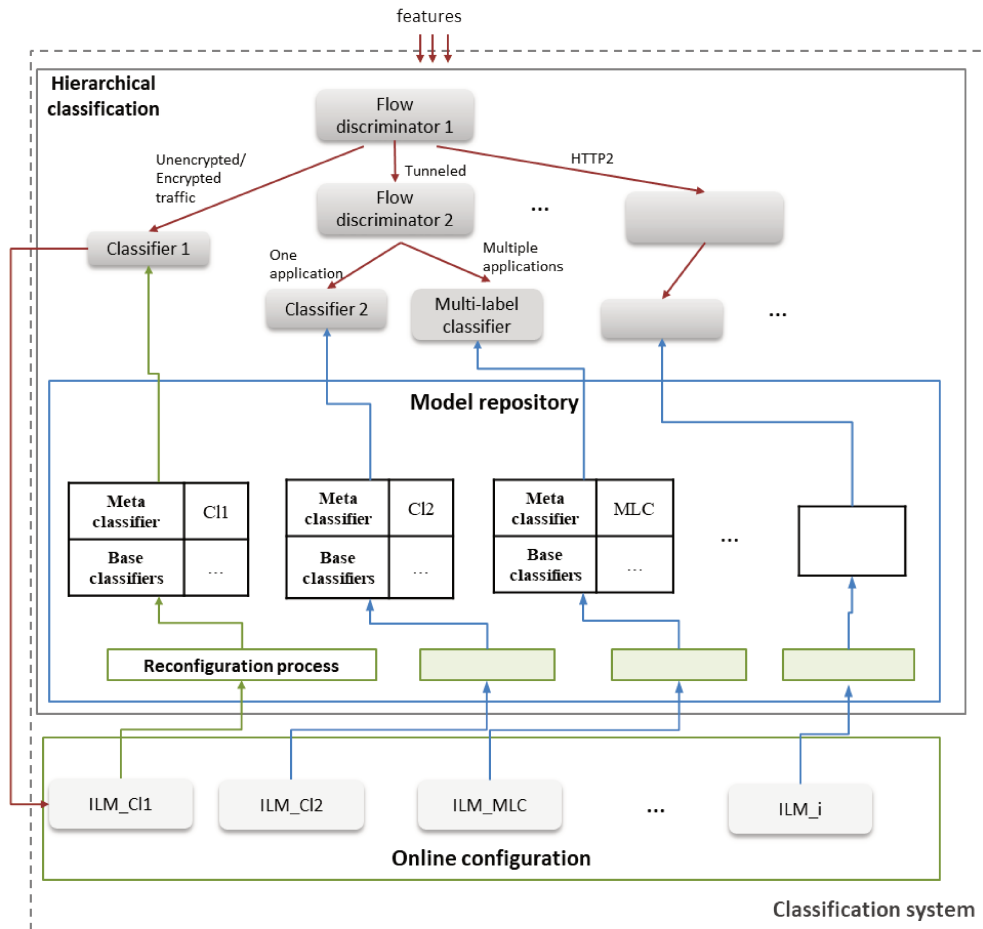 features
Hierarchical
classification
Flow
discriminator 1
Unencrypted/
Encrypted
traffic
Tunneled
HTTP2
Flow
discriminator 2
...
Classifier 1
One
application
Multiple
applications
Classifier 2
Multi-label
classifier
...
Model repository
Meta
classifier
Cl1
Base
classifiers
...
Meta
classifier
Cl2
Base
classifiers
...
Meta
classifier
MLC
Base
classifiers
...
...
Reconfiguration process
ILM_Cl1
ILM_Cl2
ILM_MLC
...
ILM_i
Online configuration
Classification system